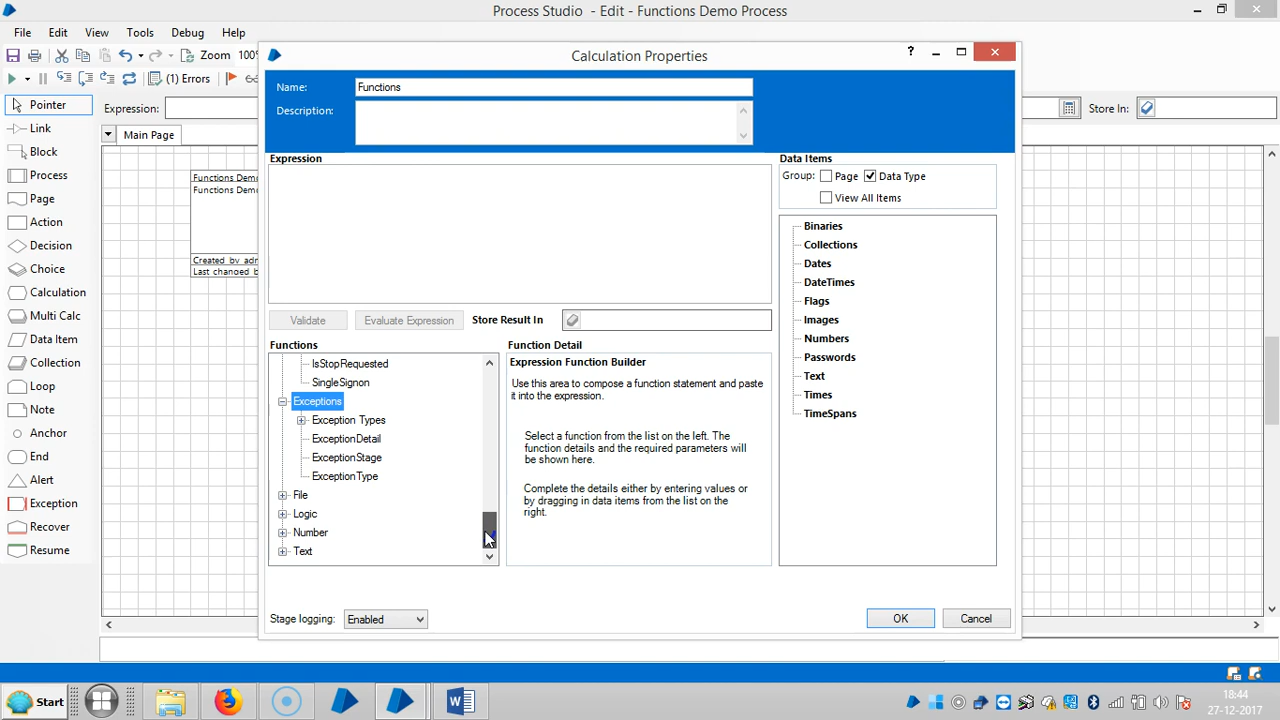 Process Studio - Edit - Functions Demo Process
File Edit View Tools Debug Help
Zoom 100%
(1) Errors
Expression: Store In:
Main Page
Pointer
Link
Block
Process
Page
Action
Decision
Choice
Calculation
Multi Calc
Data Item
Collection
Loop
Note
Anchor
End
Alert
Exception
Recover
Resume
Functions Demo
Functions Demo
Created by
Last changed
Calculation Properties
?
Name: Functions
Description:
Expression
Validate
Evaluate Expression
Store Result In
Functions
IsStopRequested
SingleSignon
Exceptions
Exception Types
ExceptionDetail
ExceptionStage
ExceptionType
File
Logic
Number
Text
Function Detail
Expression Function Builder
Use this area to compose a function statement and paste
it into the expression.
Select a function from the list on the left. The
function details and the required parameters will
be shown here.
Complete the details either by entering values or
by dragging in data items from the list on the
right.
Data Items
Group: Page Data Type
View All Items
Binaries
Collections
Dates
DateTimes
Flags
Images
Numbers
Passwords
Text
Times
TimeSpans
Stage logging: Enabled
OK
Cancel
Start
18:44
27-12-2017